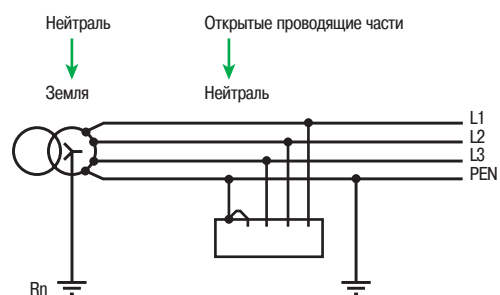 Нейтраль
Открытые проводящие части
Земля
Нейтраль
L1
L2
L3
PEN
Rn